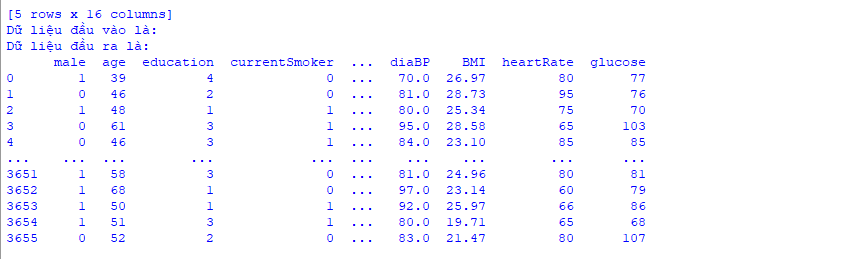 [5 rows x 16 columns]
Dữ liệu đầu vào là:
Dữ liệu đầu ra là:
      male  age  education  currentSmoker  ...  diaBP    BMI  heartRate  glucose
0        1   39          4              0  ...   70.0  26.97         80       77
1        0   46          2              0  ...   81.0  28.73         95       76
2        1   48          1              1  ...   80.0  25.34         75       70
3        0   61          3              1  ...   95.0  28.58         65      103
4        0   46          3              1  ...   84.0  23.10         85       85
...    ...  ...        ...            ...  ...    ...    ...        ...      ...
3651     1   58          3              0  ...   81.0  24.96         80       81
3652     1   68          1              0  ...   97.0  23.14         60       79
3653     1   50          1              1  ...   92.0  25.97         66       86
3654     1   51          3              1  ...   80.0  19.71         65       68
3655     0   52          2              0  ...   83.0  21.47         80      107